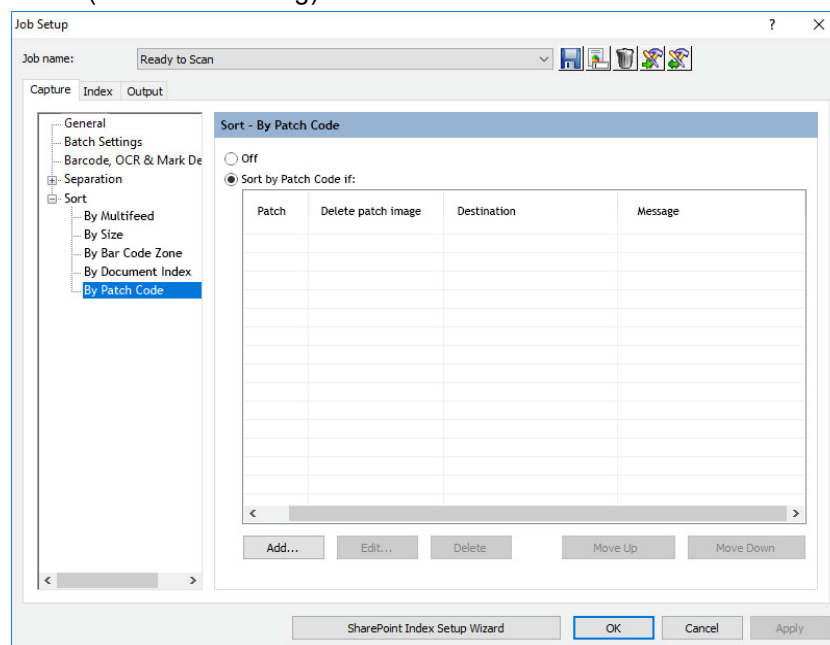 Job Setup
?
Job name:
Ready to Scan
Capture
Index
Output
General
Batch Settings
Barcode, OCR & Mark De
Separation
Sort
By Multifeed
By Size
By Bar Code Zone
By Document Index
By Patch Code
Sort - By Patch Code
Off
Sort by Patch Code if:
Patch
Delete patch image
Destination
Message
Add...
Edit...
Delete
Move Up
Move Down
SharePoint Index Setup Wizard
OK
Cancel
Apply